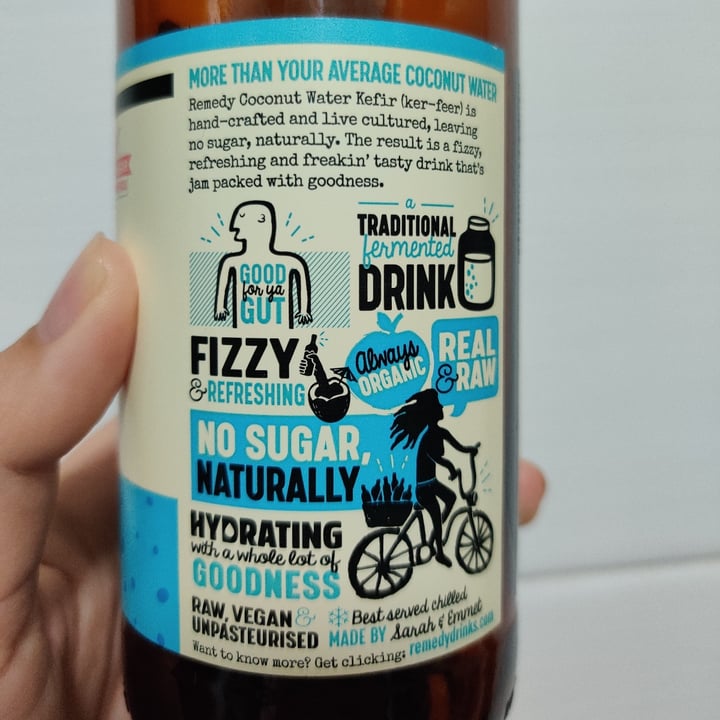 MORE THAN YOUR AVERAGE COCONUT WATER
Remedy Coconut Water Kefir (ker-feer) is
hand-crafted and live cultured, leaving
no sugar, naturally. The result is a fizzy,
refreshing and freakin' tasty drink that's
jam packed with goodness.
GOOD
for ya
GUT
a
TRADITIONAL
fermented
DRINK
FIZZY
& REFRESHING
Always
ORGANIC
REAL
& RAW
NO SUGAR,
NATURALLY
HYDRATING
with a whole lot of
GOODNESS
RAW, VEGAN &
UNPASTEURISED
Best served chilled
MADE BY Sarah & Emmet
Want to know more? Get clicking: remedydrinks.com